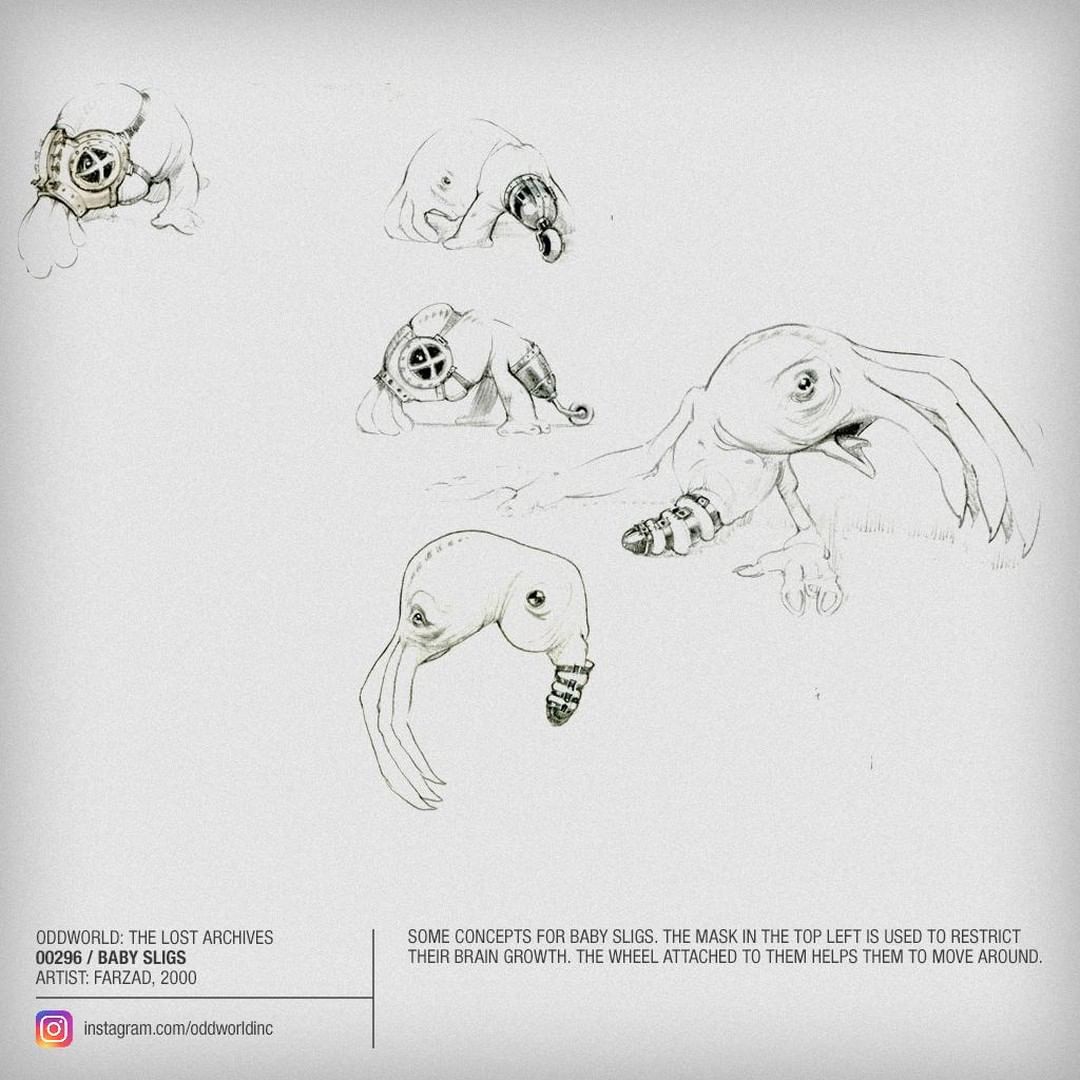 ODDWORLD: THE LOST ARCHIVES
00296 / BABY SLIGS
ARTIST: FARZAD, 2000
instagram.com/oddworldinc
SOME CONCEPTS FOR BABY SLIGS. THE MASK IN THE TOP LEFT IS USED TO RESTRICT
THEIR BRAIN GROWTH. THE WHEEL ATTACHED TO THEM HELPS THEM TO MOVE AROUND.